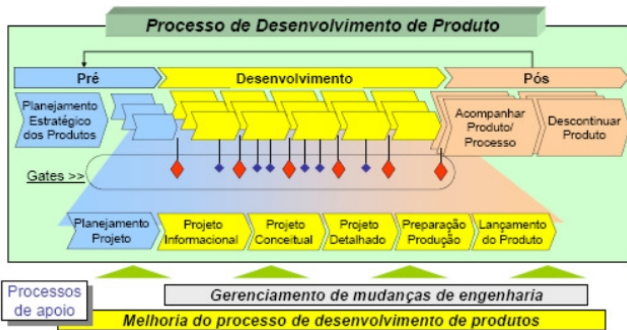 Processo de Desenvolvimento de Produto
Pré
Desenvolvimento
Pós
Planejamento
Estratégico
dos Produtos
Acompanhar
Produto/
Processo
Descontinuar
Produto
Gates >>
Planejamento
Projeto
Projeto
Informacional
Projeto
Conceitual
Projeto
Detalhado
Preparação
Produção
Lançamento
do Produto
Processos
de apoio
Gerenciamento de mudanças de engenharia
Melhoria do processo de desenvolvimento de produtos